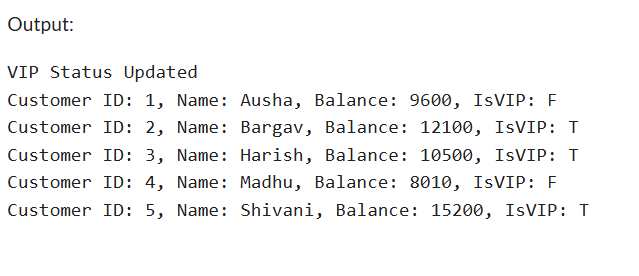 Output:
VIP Status Updated
Customer ID: 1, Name: Ausha, Balance: 9600, IsVIP: F
Customer ID: 2, Name: Bargav, Balance: 12100, IsVIP: T
Customer ID: 3, Name: Harish, Balance: 10500, IsVIP: T
Customer ID: 4, Name: Madhu, Balance: 8010, IsVIP: F
Customer ID: 5, Name: Shivani, Balance: 15200, IsVIP: T